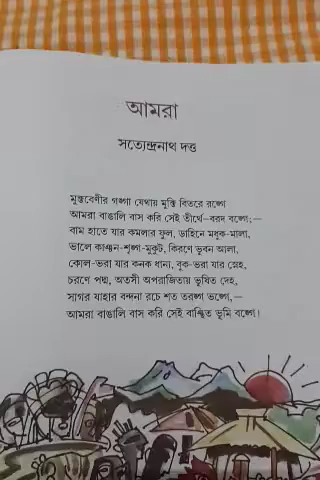 আমরা
সত্যেন্দ্রনাথ দত্ত
মুক্তবেণীর গঙ্গা যেথায় মুক্তি বিতরে রঙ্গে
আমরা বাঙালি বাস করি সেই তীর্থে–বরদ বঙ্গে;—
বাম হাতে যার কমলার ফুল, ডাহিনে মধুক-মালা,
ভালে কাঞ্চন-শৃঙ্গ-মুকুট, কিরণে ভুবন আলা,
কোল-ভরা যার কনক ধান্য, বুক-ভরা যার স্নেহ,
চরণে পদ্ম, অতসী অপরাজিতায় ভূষিত দেহ,
সাগর যাহার বন্দনা রচে শত তরঙ্গ ভঙ্গে,—
আমরা বাঙালি বাস করি সেই বাঞ্ছিত ভূমি বঙ্গে।